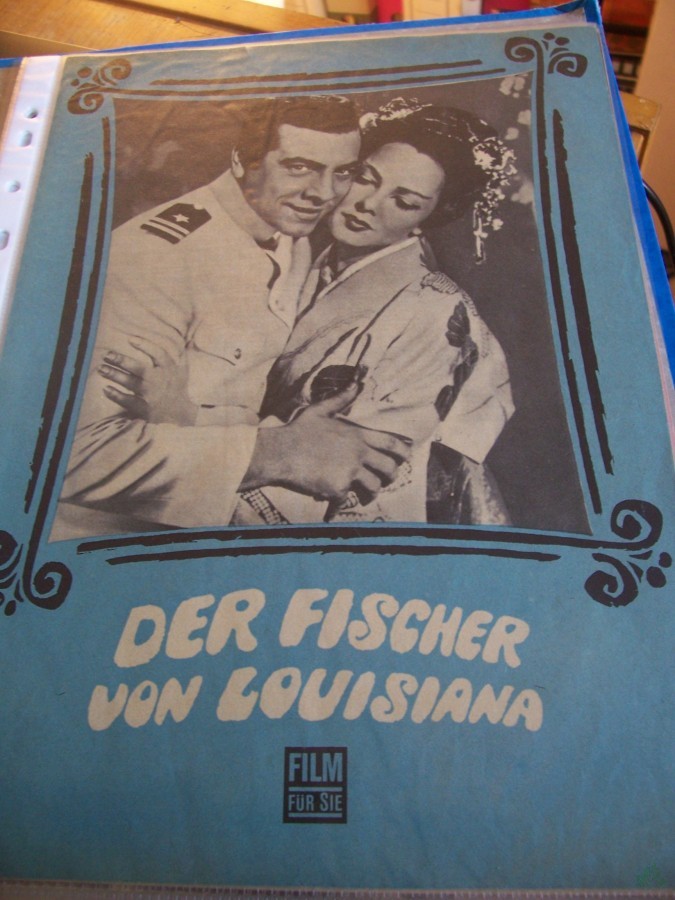 DER FISCHER
VON LOUISIANA
FILM
FÜR SIE